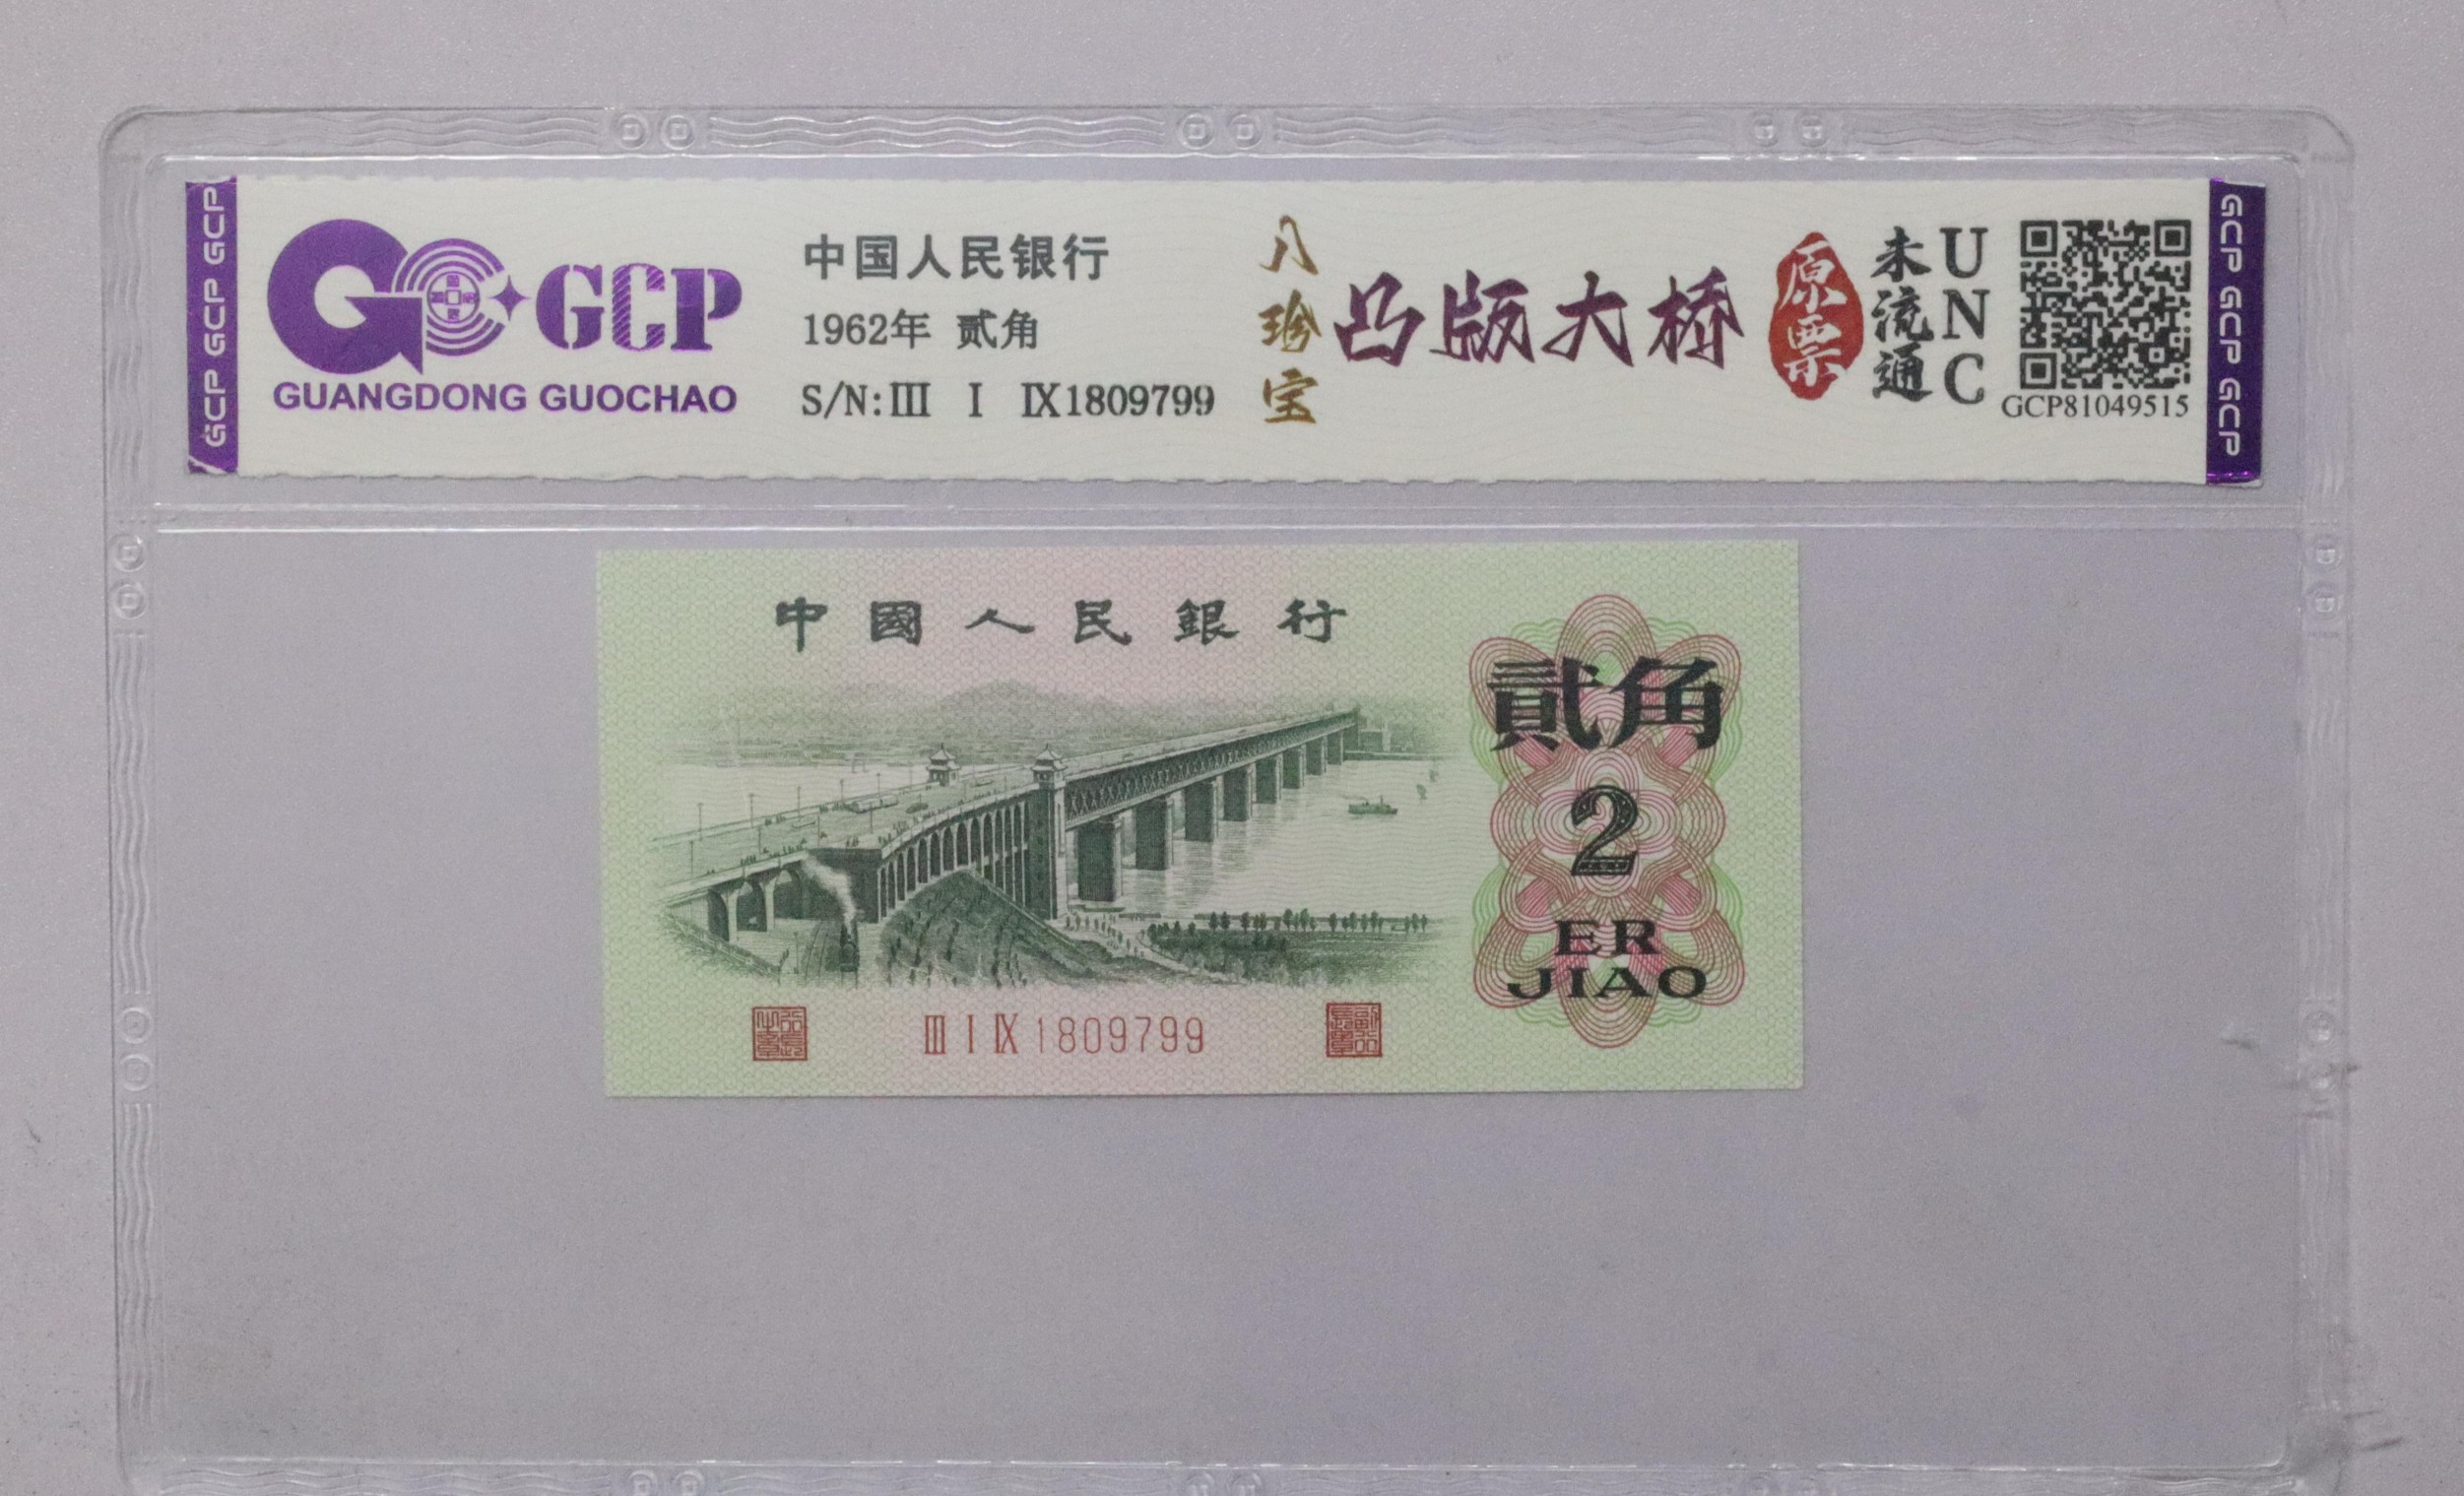 GCP GCP GCP
GCP
GUANGDONG GUOCHAO
中国人民银行
1962年 贰角
S/N:Ⅲ Ⅰ Ⅸ1809799
八珍宝
凸版大桥
原票
未流通
UNC
GCP81049515
GCP GCP GCP
中國人民銀行
貳角
2
ER
JIAO
Ⅲ Ⅰ Ⅸ 1809799